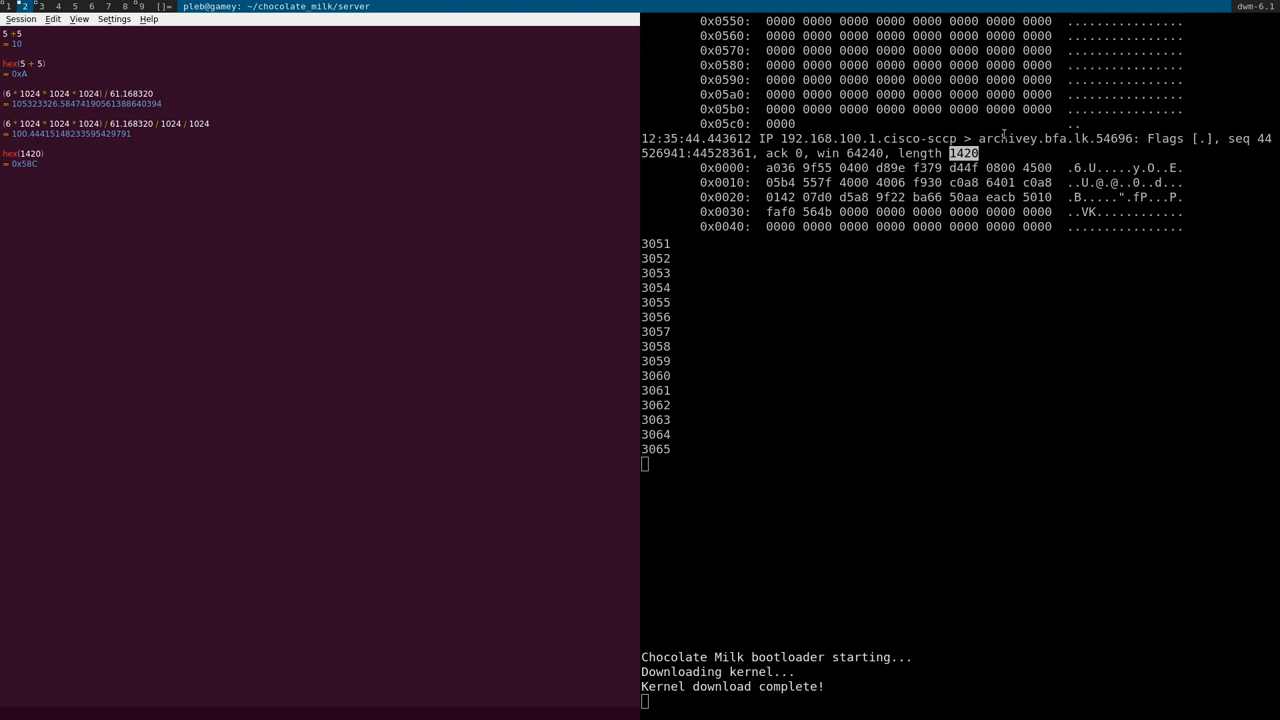 1 2 3 4 5 6 7 8 9 []= pleb@gamey: ~/chocolate_milk/server dwm-6.1
Session Edit View Settings Help
5 +5
= 10
hex(5 + 5)
= 0xA
(6 * 1024 * 1024 * 1024) / 61.168320
= 105323326.58474190561388640394
(6 * 1024 * 1024 * 1024) / 61.168320 / 1024 / 1024
= 100.44415148233595429791
hex(1420)
= 0x58C
0x0550: 0000 0000 0000 0000 0000 0000 0000 0000 ................
0x0560: 0000 0000 0000 0000 0000 0000 0000 0000 ................
0x0570: 0000 0000 0000 0000 0000 0000 0000 0000 ................
0x0580: 0000 0000 0000 0000 0000 0000 0000 0000 ................
0x0590: 0000 0000 0000 0000 0000 0000 0000 0000 ................
0x05a0: 0000 0000 0000 0000 0000 0000 0000 0000 ................
0x05b0: 0000 0000 0000 0000 0000 0000 0000 0000 ................
0x05c0: 0000 ..
12:35:44.443612 IP 192.168.100.1.cisco-sccp > archivey.bfa.lk.54696: Flags [.], seq 44
526941:44528361, ack 0, win 64240, length 1420
0x0000: a036 9f55 0400 d89e f379 d44f 0800 4500 .6.U.....y.O..E.
0x0010: 05b4 557f 4000 4006 f930 c0a8 6401 c0a8 ..U.@.@..0..d...
0x0020: 0142 07d0 d5a8 9f22 ba66 50aa eacb 5010 .B.....".fP...P.
0x0030: faf0 564b 0000 0000 0000 0000 0000 0000 ..VK............
0x0040: 0000 0000 0000 0000 0000 0000 0000 0000 ................
3051
3052
3053
3054
3055
3056
3057
3058
3059
3060
3061
3062
3063
3064
3065
Chocolate Milk bootloader starting...
Downloading kernel...
Kernel download complete!